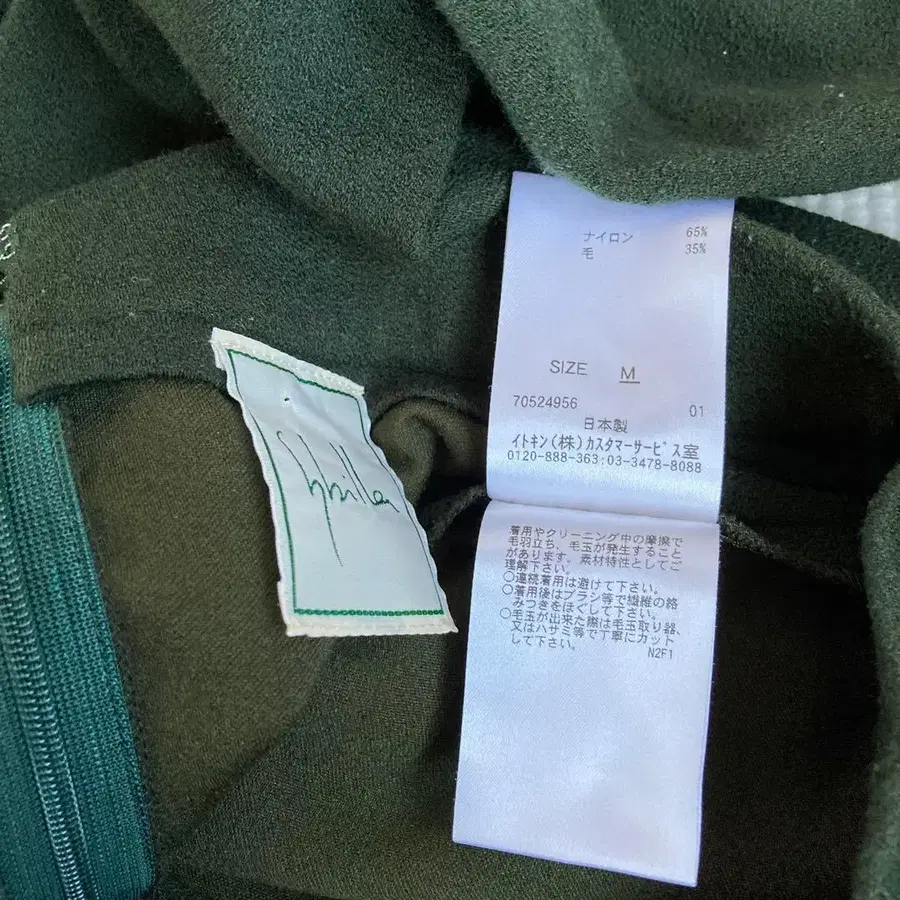 Sybilla
ナイロン 65%
毛 35%
SIZE M
70524956 01
日本製
イトキン(株)カスタマーサービス室
0120-888-363:03-3478-8088
着用やクリーニング中の摩擦で
毛羽立ち、毛玉が発生すること
があります。素材特性としてご
理解下さい。
○連続着用は避けて下さい。
○着用後はブラシ等で繊維の絡
みつきをほぐして下さい。
○毛玉が出来た際は毛玉取り器、
又はハサミ等で丁寧にカット
して下さい。
N2F1